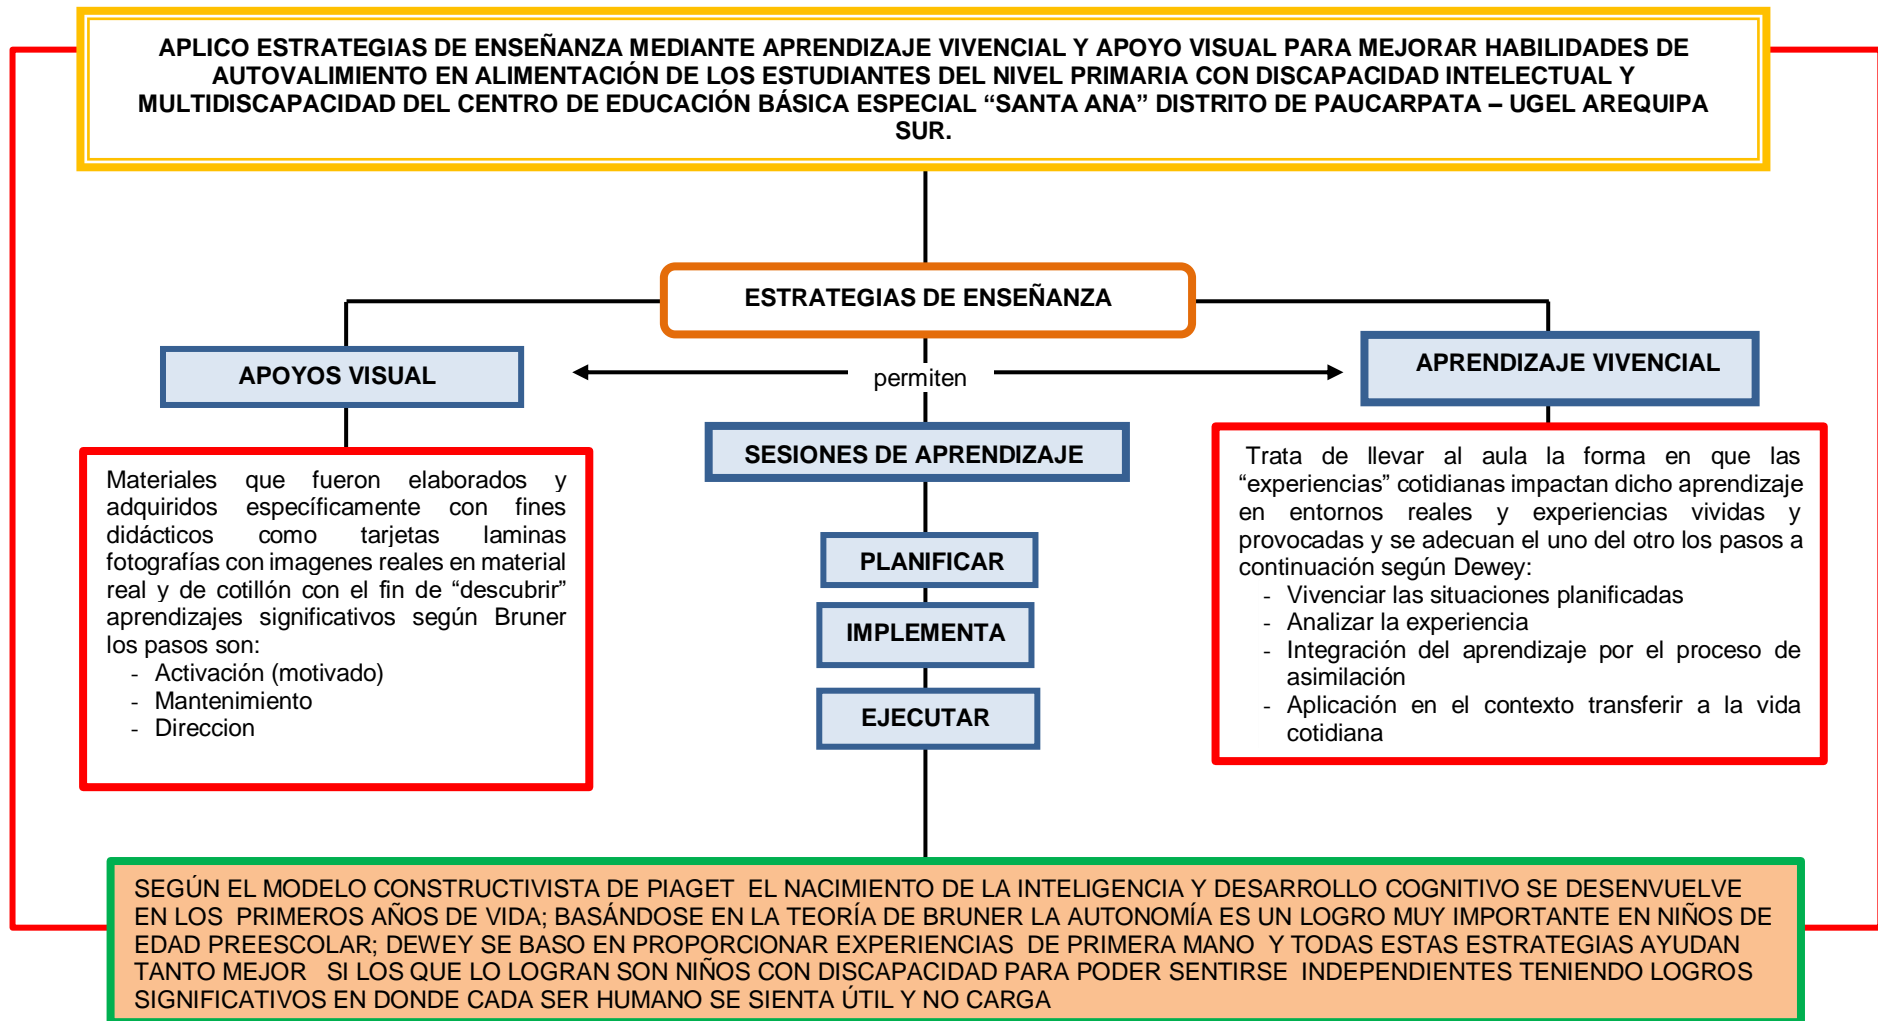 APLICO ESTRATEGIAS DE ENSEÑANZA MEDIANTE APRENDIZAJE VIVENCIAL Y APOYO VISUAL PARA MEJORAR HABILIDADES DE
AUTOVALIMIENTO EN ALIMENTACIÓN DE LOS ESTUDIANTES DEL NIVEL PRIMARIA CON DISCAPACIDAD INTELECTUAL Y
MULTIDISCAPACIDAD DEL CENTRO DE EDUCACIÓN BÁSICA ESPECIAL “SANTA ANA” DISTRITO DE PAUCARPATA – UGEL AREQUIPA
SUR.
ESTRATEGIAS DE ENSEÑANZA
APOYOS VISUAL
permiten
APRENDIZAJE VIVENCIAL
Materiales que fueron elaborados y
adquiridos específicamente con fines
didácticos como tarjetas laminas
fotografías con imagenes reales en material
real y de cotillón con el fin de “descubrir”
aprendizajes significativos según Bruner
los pasos son:
- Activación (motivado)
- Mantenimiento
- Direccion
SESIONES DE APRENDIZAJE
PLANIFICAR
IMPLEMENTA
EJECUTAR
Trata de llevar al aula la forma en que las
“experiencias” cotidianas impactan dicho aprendizaje
en entornos reales y experiencias vividas y
provocadas y se adecuan el uno del otro los pasos a
continuación según Dewey:
- Vivenciar las situaciones planificadas
- Analizar la experiencia
- Integración del aprendizaje por el proceso de
asimilación
- Aplicación en el contexto transferir a la vida
cotidiana
SEGÚN EL MODELO CONSTRUCTIVISTA DE PIAGET EL NACIMIENTO DE LA INTELIGENCIA Y DESARROLLO COGNITIVO SE DESENVUELVE
EN LOS PRIMEROS AÑOS DE VIDA; BASÁNDOSE EN LA TEORÍA DE BRUNER LA AUTONOMÍA ES UN LOGRO MUY IMPORTANTE EN NIÑOS DE
EDAD PREESCOLAR; DEWEY SE BASO EN PROPORCIONAR EXPERIENCIAS DE PRIMERA MANO Y TODAS ESTAS ESTRATEGIAS AYUDAN
TANTO MEJOR SI LOS QUE LO LOGRAN SON NIÑOS CON DISCAPACIDAD PARA PODER SENTIRSE INDEPENDIENTES TENIENDO LOGROS
SIGNIFICATIVOS EN DONDE CADA SER HUMANO SE SIENTA ÚTIL Y NO CARGA